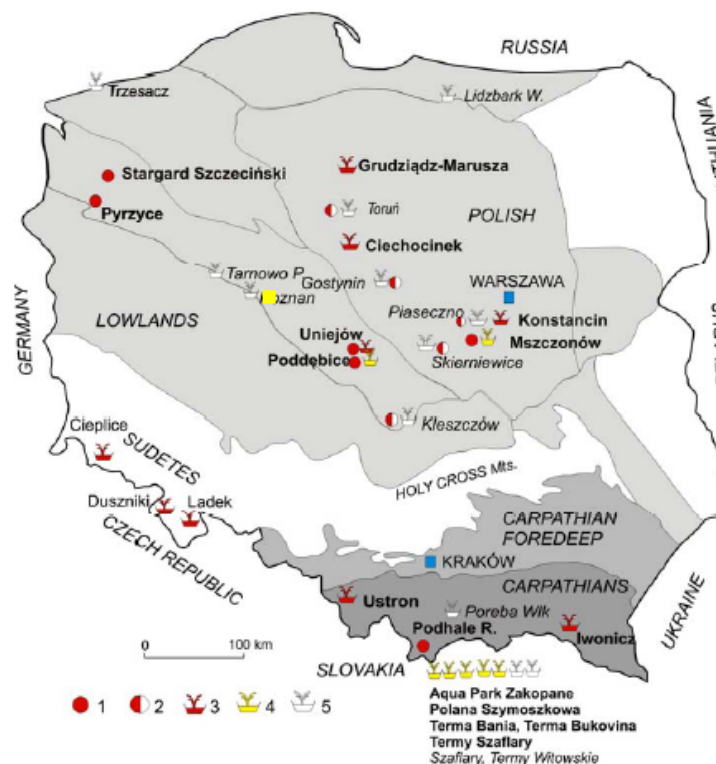 RUSSIA
Trzesacz
Lidzbark W.
Stargard Szczeciński
Grudziądz-Marusza
Pyrzyce
Toruń
POLISH
Ciechocinek
Tarnowo P.
Gostynin
WARSZAWA
GERMANY
LOWLANDS
Piaseczno
Konstancin
Uniejów
Mszczonów
Poddębice
Skierniewice
Kleszczów
Cieplice
SUDETES
HOLY CROSS Mts.
Duszniki
Ladek
CZECH REPUBLIC
CARPATHIAN
FOREDEEP
KRAKÓW
CARPATHIANS
Ustron
Poreba Wlk
Iwonicz
UKRAINE
Podhale R.
0 100 km
SLOVAKIA
1 2 3 4 5
Aqua Park Zakopane
Polana Szymoszkowa
Terma Bania, Terma Bukovina
Termy Szaflary
Szaflary, Termy Witowskie